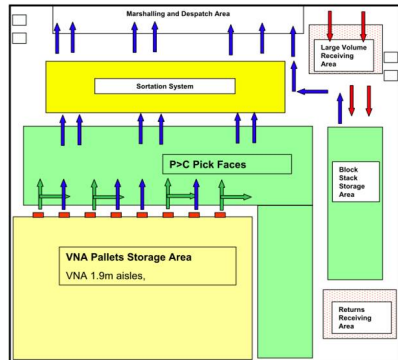 Marshalling and Despatch Area
Large Volume
Receiving
Area
Sortation System
P>C Pick Faces
Block
Stack
Storage
Area
VNA Pallets Storage Area
VNA 1.9m aisles,
Returns
Receiving
Area